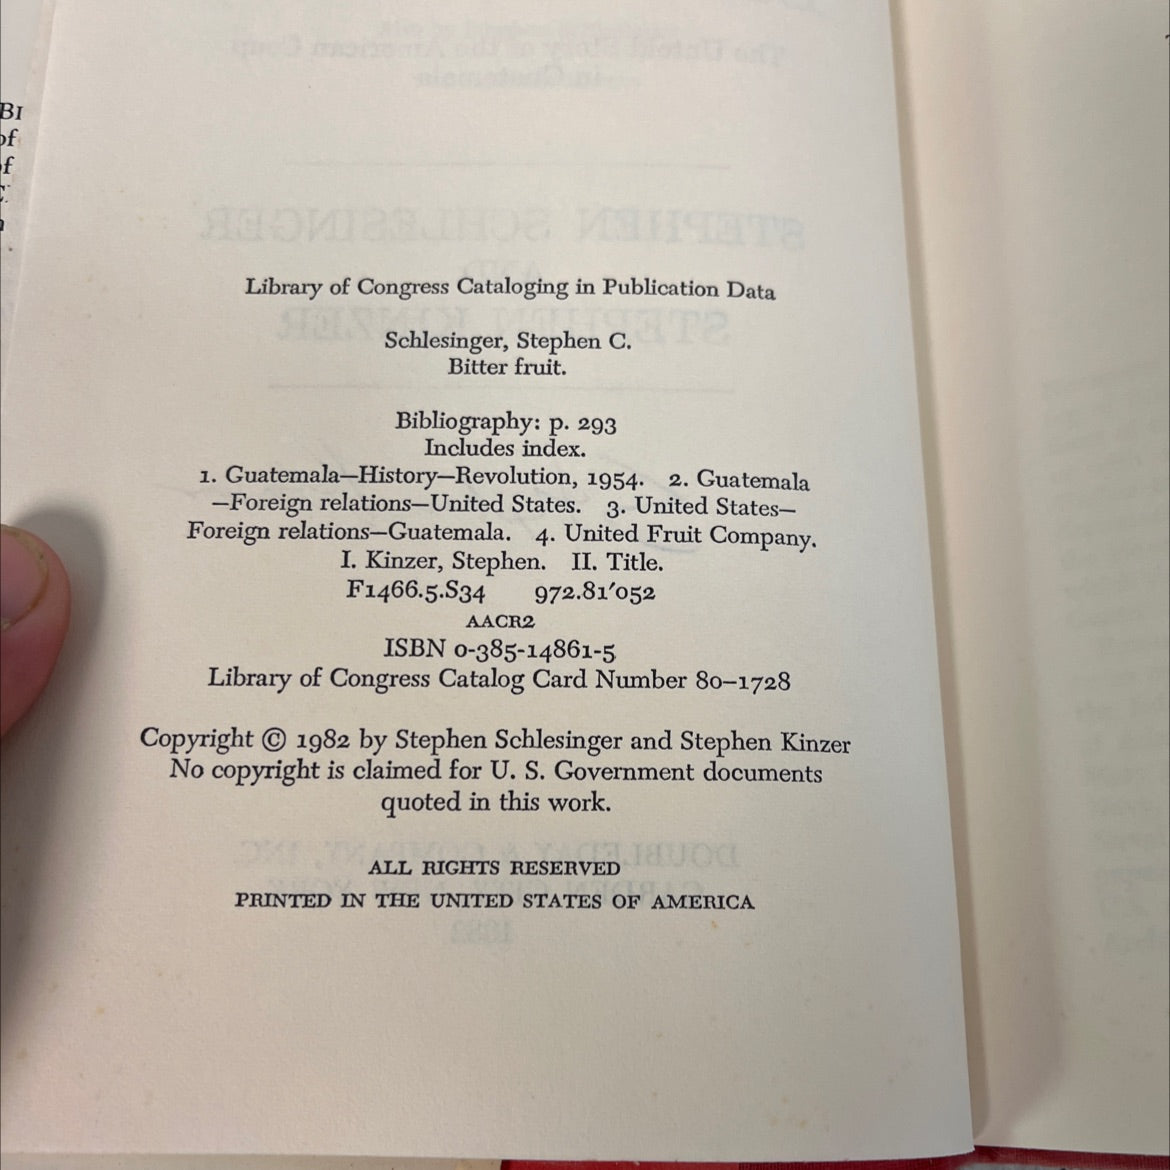 BI
of
of
Library of Congress Cataloging in Publication Data
Schlesinger, Stephen C.
Bitter fruit.
Bibliography: p. 293
Includes index.
1. Guatemala—History—Revolution, 1954. 2. Guatemala
—Foreign relations—United States. 3. United States—
Foreign relations—Guatemala. 4. United Fruit Company.
I. Kinzer, Stephen. II. Title.
F1466.5.S34 972.81′052
AACR2
ISBN 0-385-14861-5
Library of Congress Catalog Card Number 80–1728
Copyright © 1982 by Stephen Schlesinger and Stephen Kinzer
No copyright is claimed for U. S. Government documents
quoted in this work.
ALL RIGHTS RESERVED
PRINTED IN THE UNITED STATES OF AMERICA